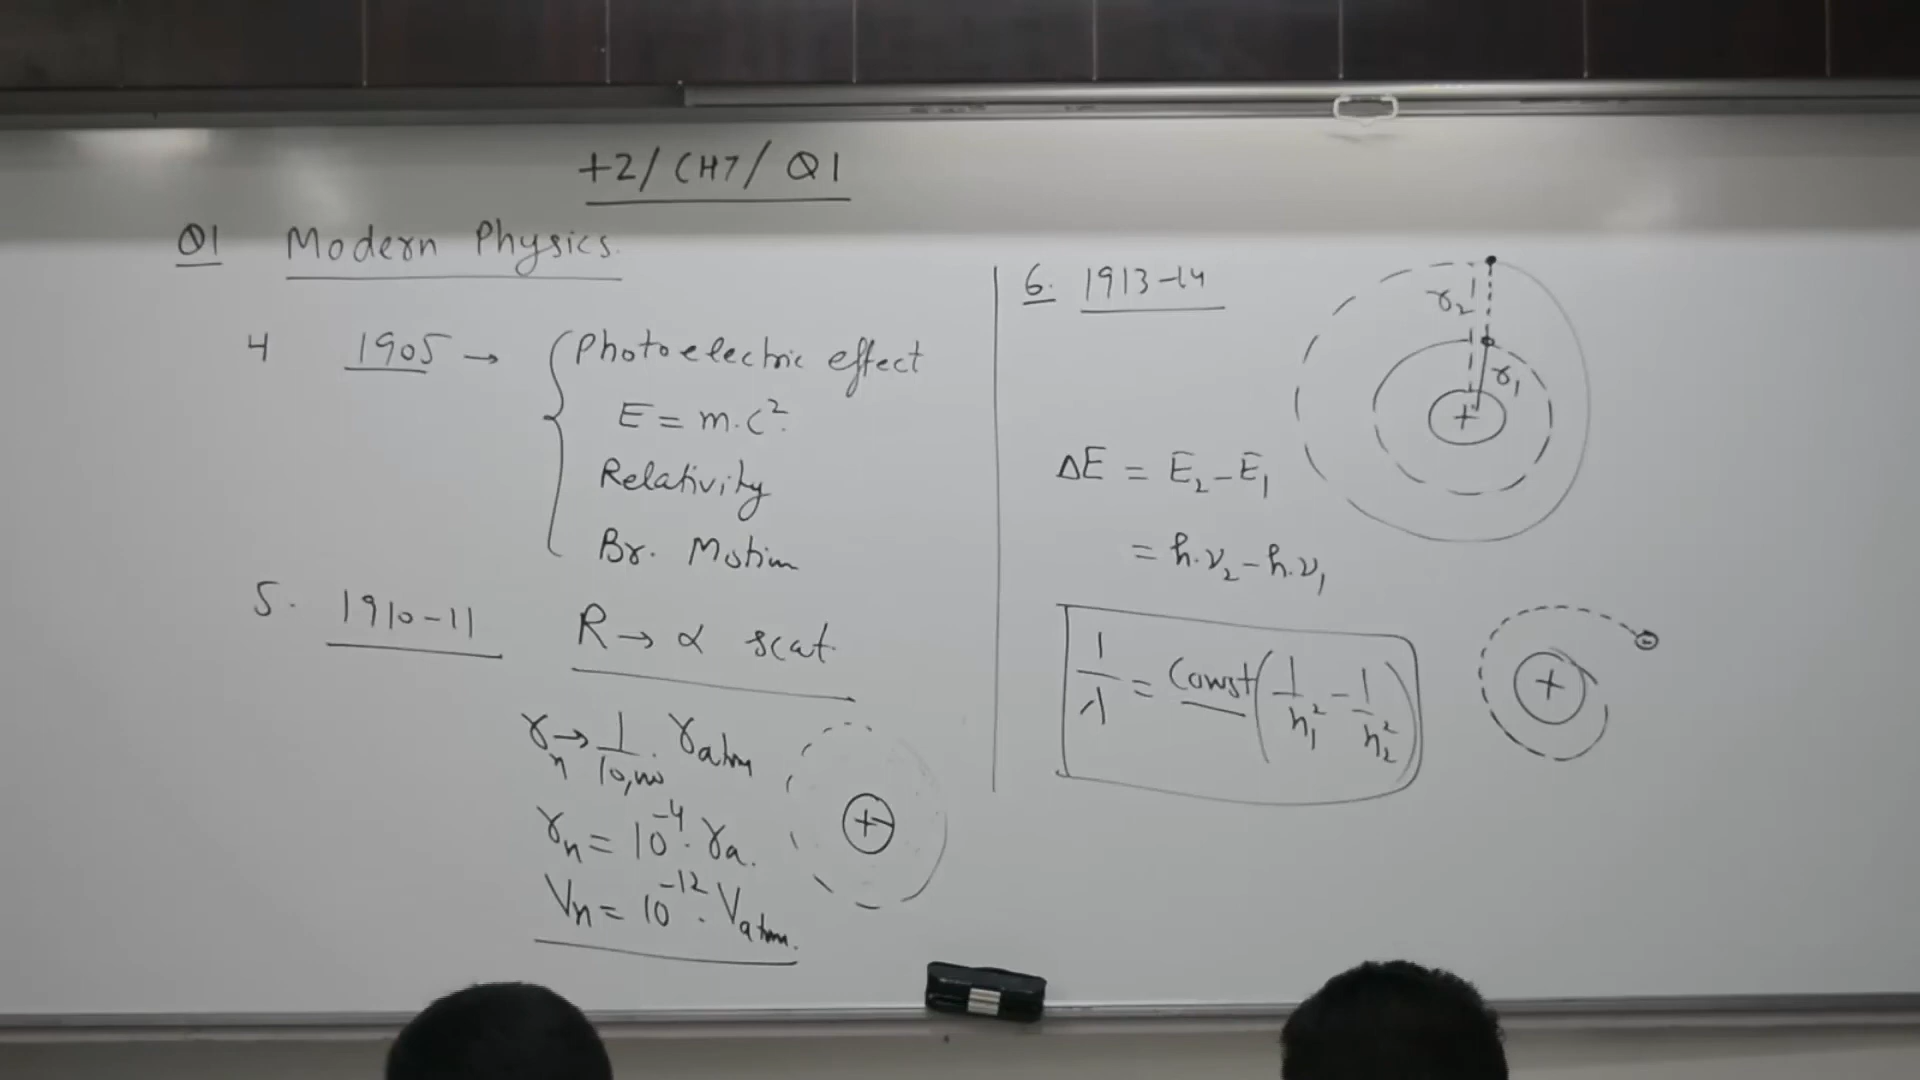 +2/CH7/Q1
Q1 Modern Physics.
4 1905 → { Photoelectric effect
E = m.c².
Relativity
Br. Motion
5. 1910-11 R → α scat.
rₙ → 1/10,000 . r atom
rₙ = 10⁻⁴ . rₐ.
Vₙ = 10⁻¹² . V atom.
+
6. 1913-14
r₂
r₁
+
ΔE = E₂ - E₁
= h.ν₂ - h.ν₁
1/λ = Const (1/n₁² - 1/n₂²)
+
-